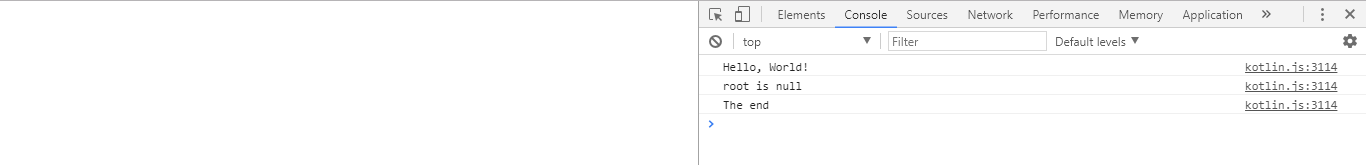 Elements Console Sources Network Performance Memory Application »
top Filter Default levels
Hello, World! kotlin.js:3114
root is null kotlin.js:3114
The end kotlin.js:3114